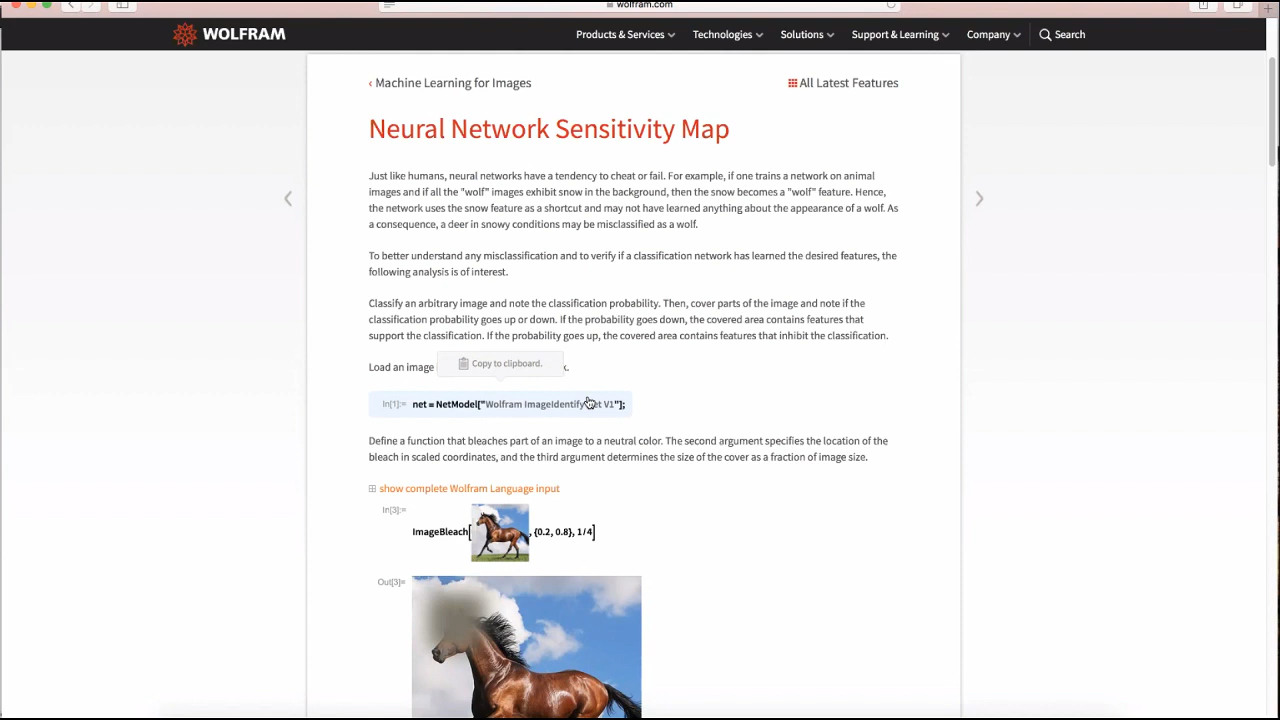 wolfram.com
WOLFRAM
Products & Services Technologies Solutions Support & Learning Company Search
‹ Machine Learning for Images
All Latest Features
Neural Network Sensitivity Map
Just like humans, neural networks have a tendency to cheat or fail. For example, if one trains a network on animal
images and if all the "wolf" images exhibit snow in the background, then the snow becomes a "wolf" feature. Hence,
the network uses the snow feature as a shortcut and may not have learned anything about the appearance of a wolf. As
a consequence, a deer in snowy conditions may be misclassified as a wolf.
To better understand any misclassification and to verify if a classification network has learned the desired features, the
following analysis is of interest.
Classify an arbitrary image and note the classification probability. Then, cover parts of the image and note if the
classification probability goes up or down. If the probability goes down, the covered area contains features that
support the classification. If the probability goes up, the covered area contains features that inhibit the classification.
Copy to clipboard.
Load an image
In[1]:= net = NetModel["Wolfram ImageIdentify V1"];
Define a function that bleaches part of an image to a neutral color. The second argument specifies the location of the
bleach in scaled coordinates, and the third argument determines the size of the cover as a fraction of image size.
show complete Wolfram Language input
In[3]:=
ImageBleach[ , {0.2, 0.8}, 1/4]
Out[3]=